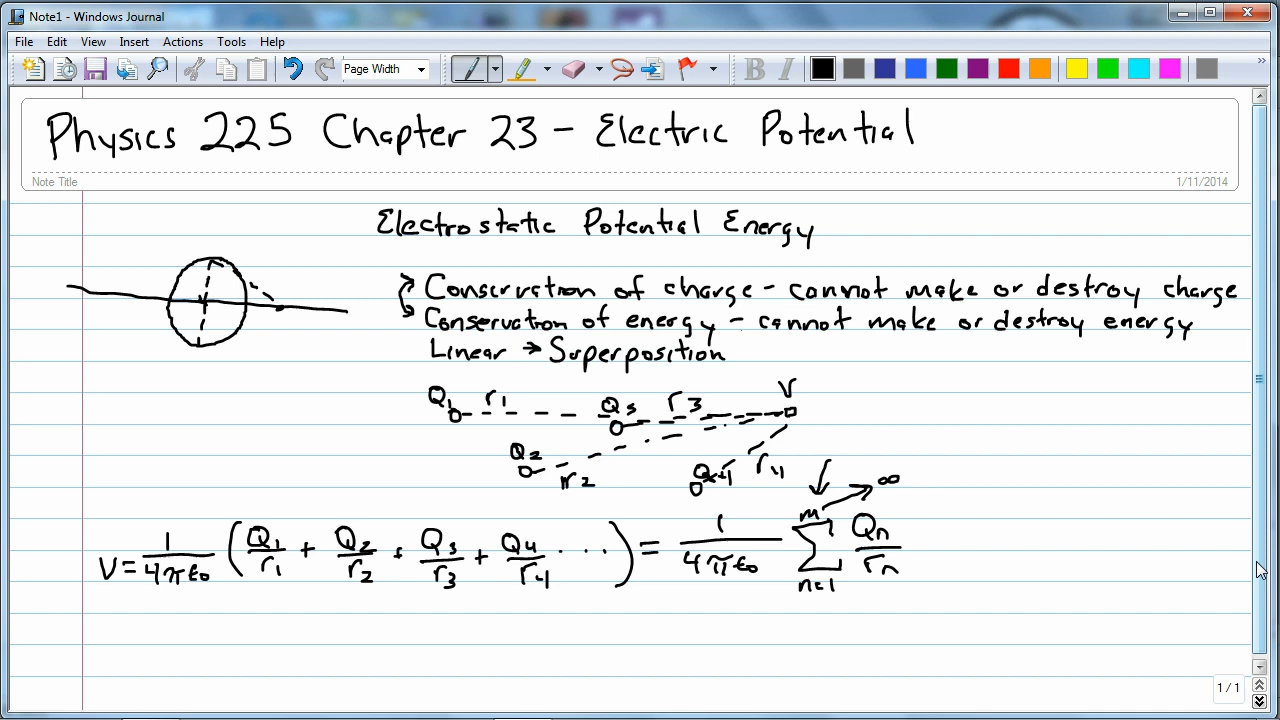 Note1 - Windows Journal
File Edit View Insert Actions Tools Help
Page Width
B I
Physics 225 Chapter 23 - Electric Potential
Note Title
1/11/2014
Electrostatic Potential Energy
Conservation of charge - cannot make or destroy charge
Conservation of energy - cannot make or destroy energy
Linear → Superposition
Q1 r1 Q3 r3 V
Q2 r2 Q4 r4
V = 1/4πε0 (Q1/r1 + Q2/r2 + Q3/r3 + Q4/r4 ...) = 1/4πε0 m→∞ Σ n=1 Qn/rn
1 / 1